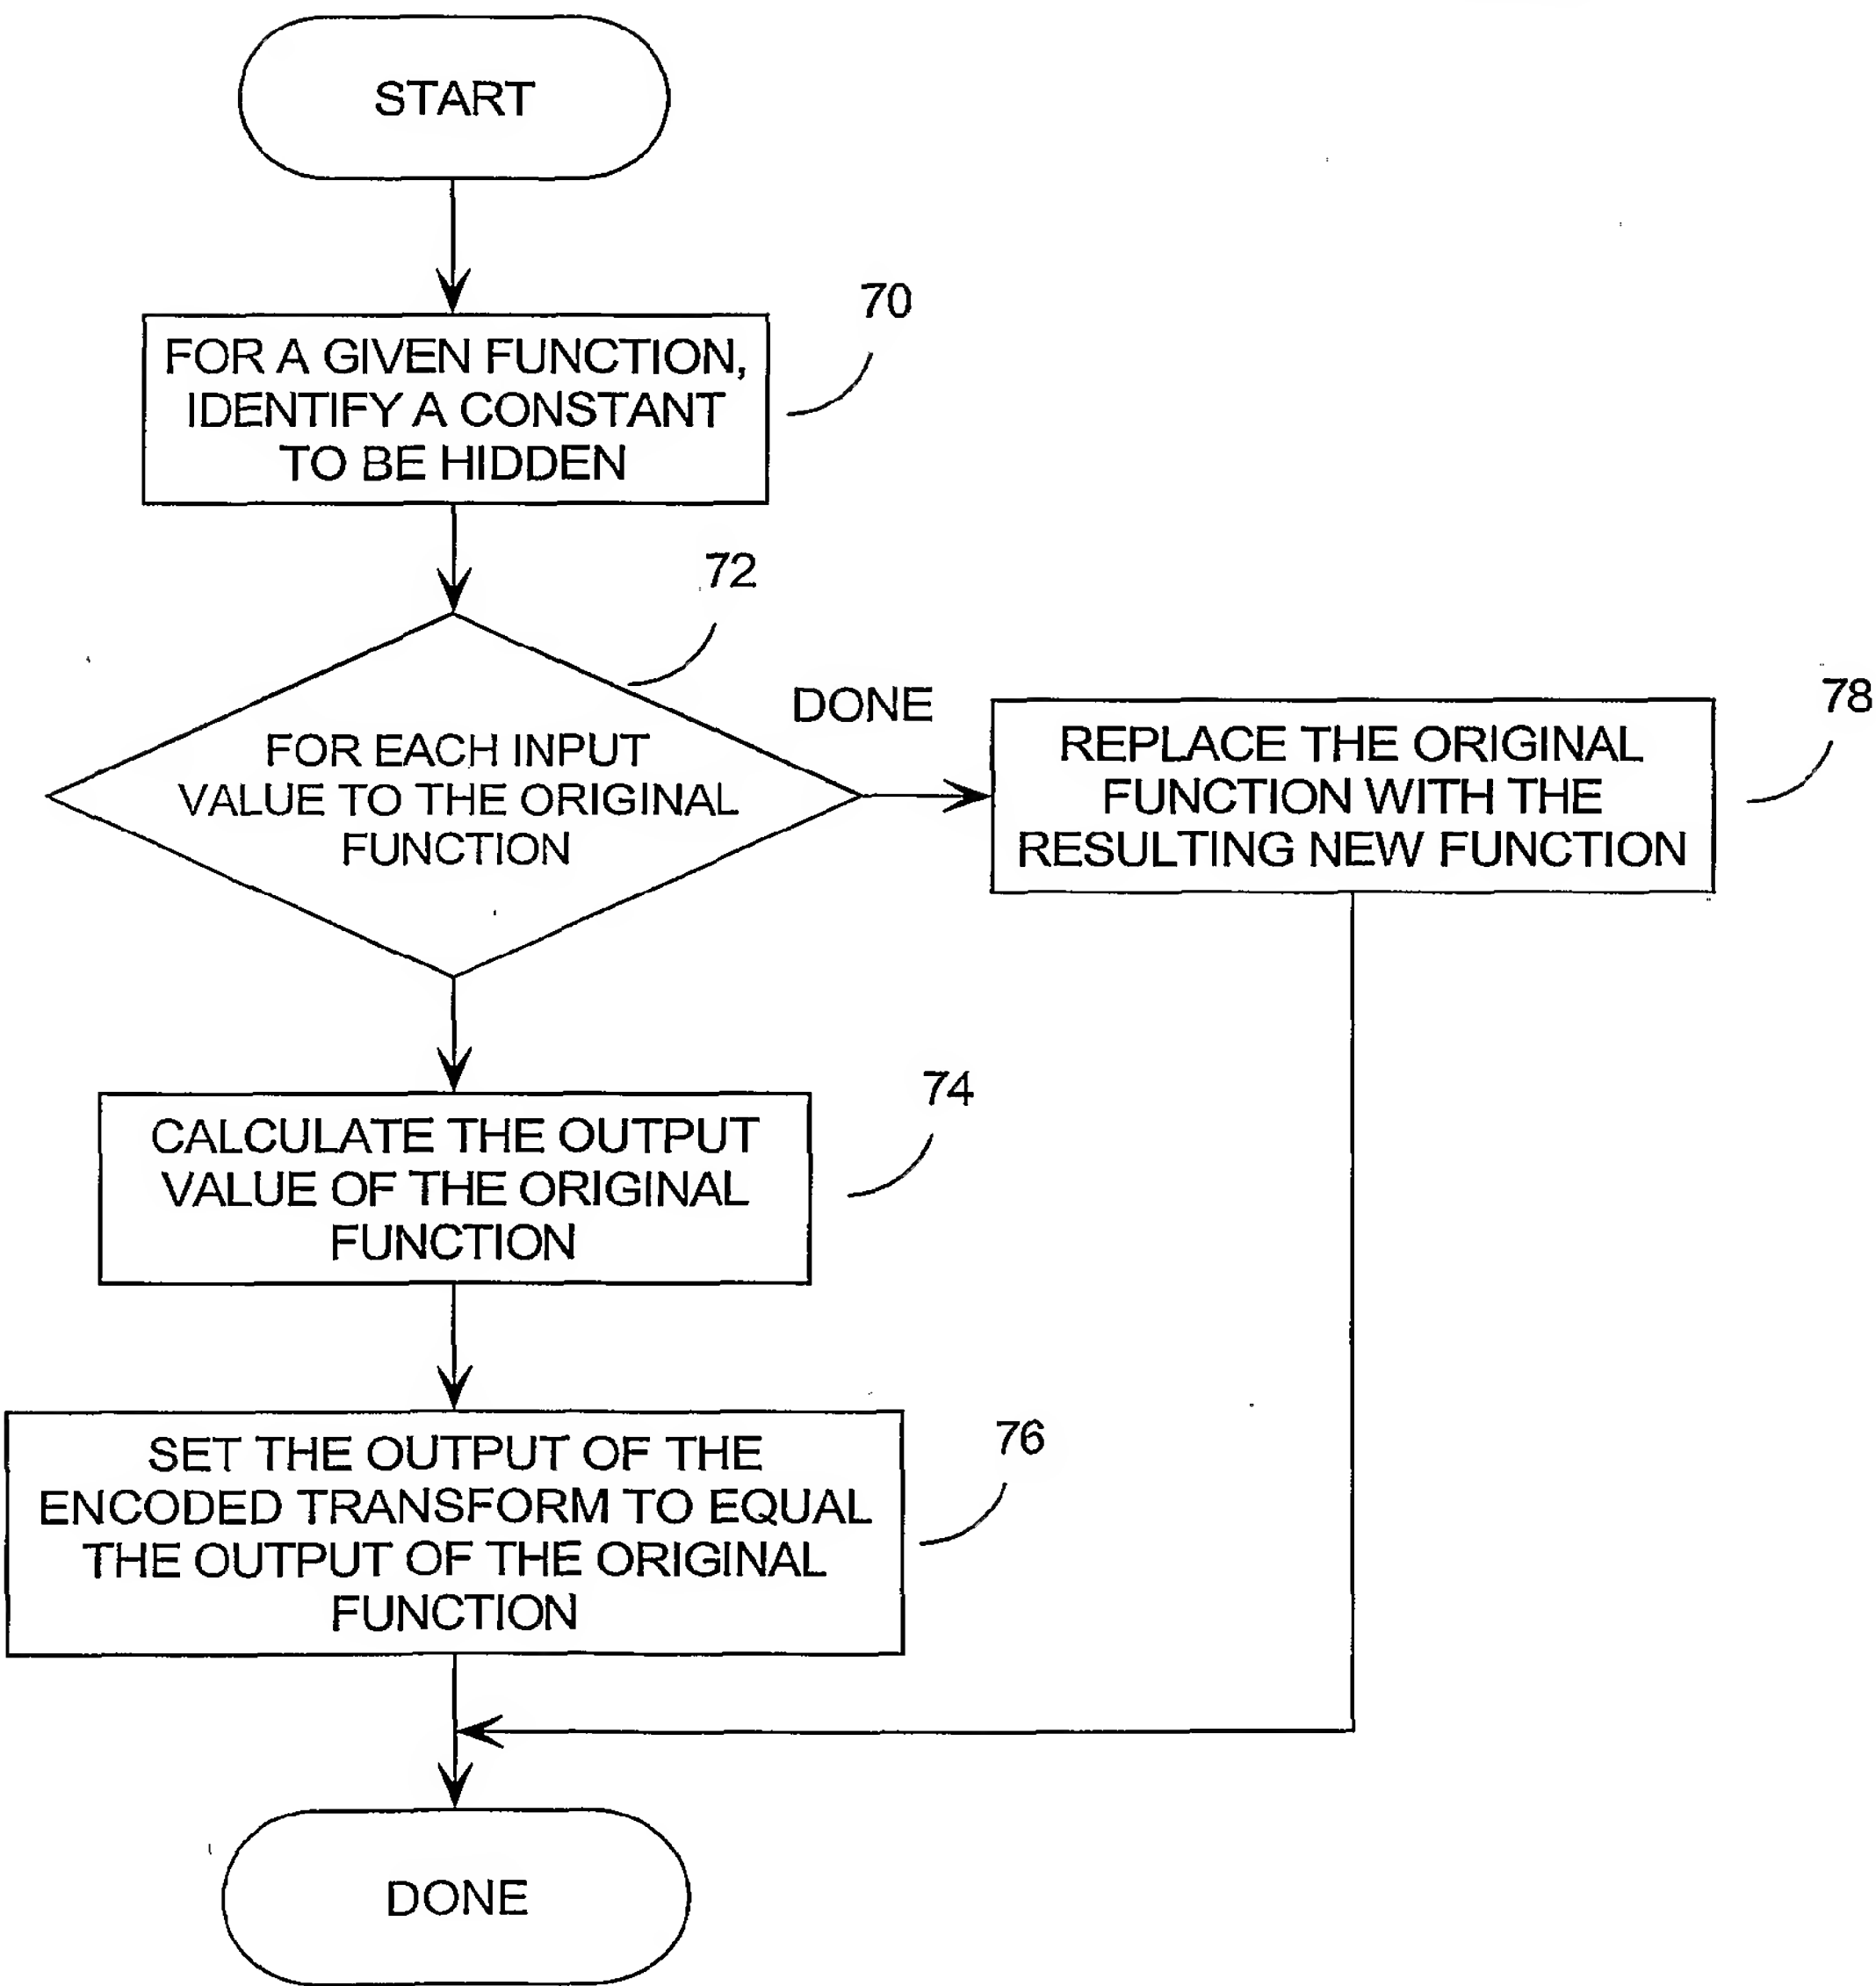 START
70
FOR A GIVEN FUNCTION,
IDENTIFY A CONSTANT
TO BE HIDDEN
72
FOR EACH INPUT
VALUE TO THE ORIGINAL
FUNCTION
DONE
78
REPLACE THE ORIGINAL
FUNCTION WITH THE
RESULTING NEW FUNCTION
74
CALCULATE THE OUTPUT
VALUE OF THE ORIGINAL
FUNCTION
76
SET THE OUTPUT OF THE
ENCODED TRANSFORM TO EQUAL
THE OUTPUT OF THE ORIGINAL
FUNCTION
DONE